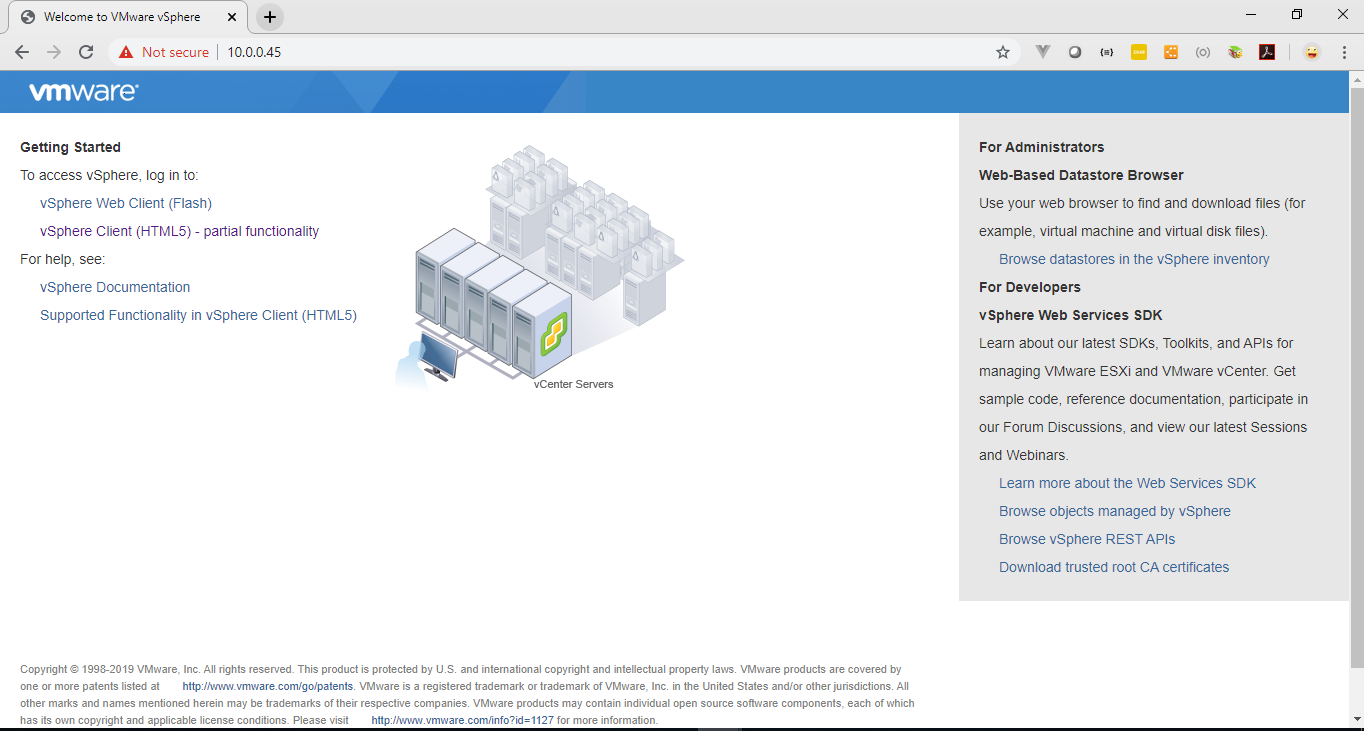 Welcome to VMware vSphere
Not secure
10.0.0.45
vmware
Getting Started
To access vSphere, log in to:
vSphere Web Client (Flash)
vSphere Client (HTML5) - partial functionality
For help, see:
vSphere Documentation
Supported Functionality in vSphere Client (HTML5)
vCenter Servers
For Administrators
Web-Based Datastore Browser
Use your web browser to find and download files (for
example, virtual machine and virtual disk files).
Browse datastores in the vSphere inventory
For Developers
vSphere Web Services SDK
Learn about our latest SDKs, Toolkits, and APIs for
managing VMware ESXi and VMware vCenter. Get
sample code, reference documentation, participate in
our Forum Discussions, and view our latest Sessions
and Webinars.
Learn more about the Web Services SDK
Browse objects managed by vSphere
Browse vSphere REST APIs
Download trusted root CA certificates
Copyright © 1998-2019 VMware, Inc. All rights reserved. This product is protected by U.S. and international copyright and intellectual property laws. VMware products are covered by
one or more patents listed at http://www.vmware.com/go/patents. VMware is a registered trademark or trademark of VMware, Inc. in the United States and/or other jurisdictions. All
other marks and names mentioned herein may be trademarks of their respective companies. VMware products may contain individual open source software components, each of which
has its own copyright and applicable license conditions. Please visit http://www.vmware.com/info?id=1127 for more information.